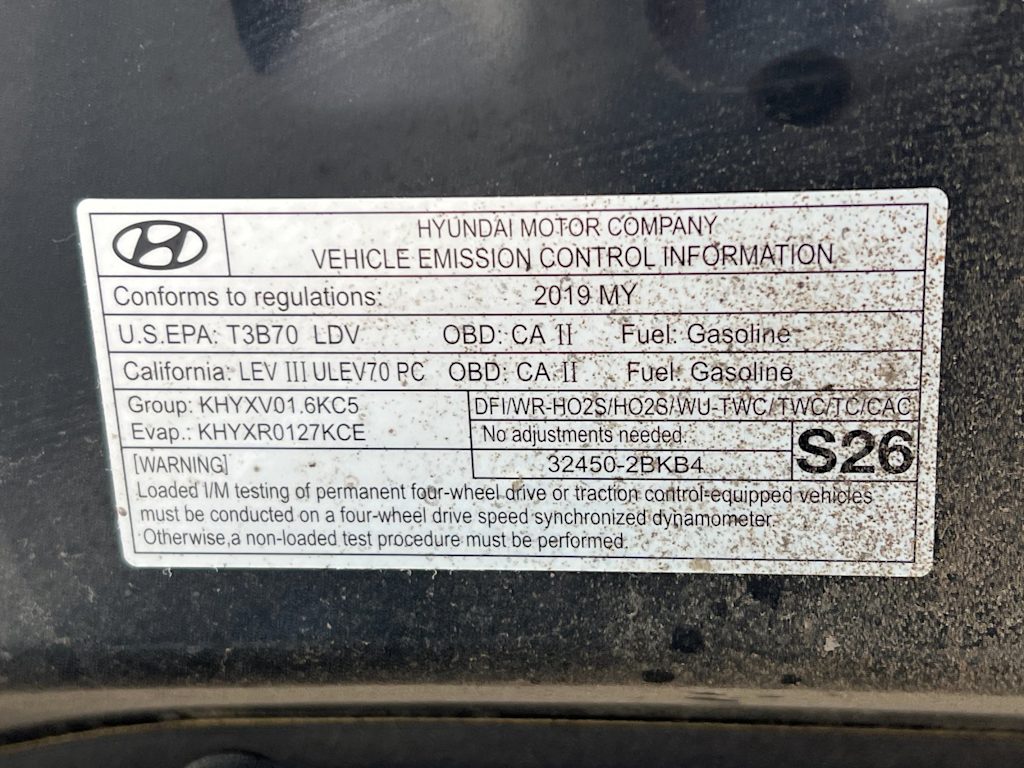 HYUNDAI MOTOR COMPANY
VEHICLE EMISSION CONTROL INFORMATION
Conforms to regulations: 2019 MY
U.S.EPA: T3B70 LDV OBD: CA II Fuel: Gasoline
California: LEV III ULEV70 PC OBD: CA II Fuel: Gasoline
Group: KHYXV01.6KC5
Evap.: KHYXR0127KCE
DFI/WR-HO2S/HO2S/WU-TWC/TWC/TC/CAC
No adjustments needed.
32450-2BKB4
S26
[WARNING]
Loaded I/M testing of permanent four-wheel drive or traction control-equipped vehicles
must be conducted on a four-wheel drive speed synchronized dynamometer.
Otherwise,a non-loaded test procedure must be performed.